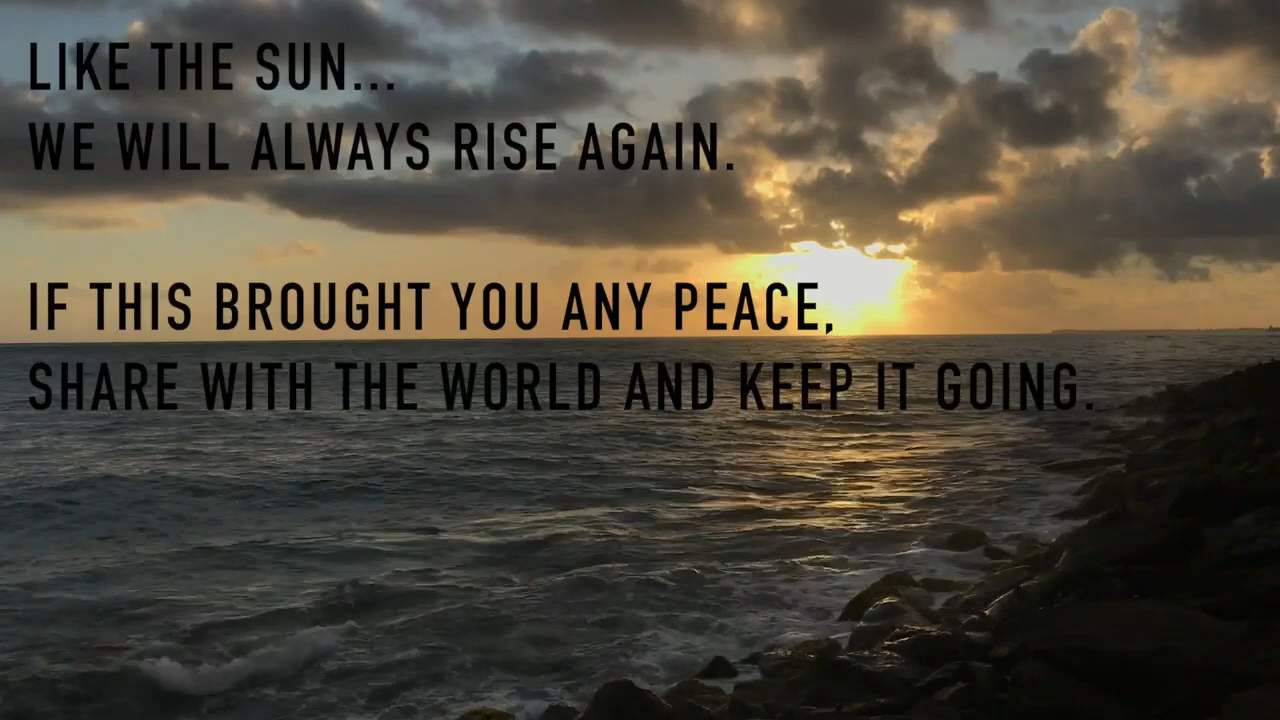 LIKE THE SUN...
WE WILL ALWAYS RISE AGAIN.
IF THIS BROUGHT YOU ANY PEACE,
SHARE WITH THE WORLD AND KEEP IT GOING.